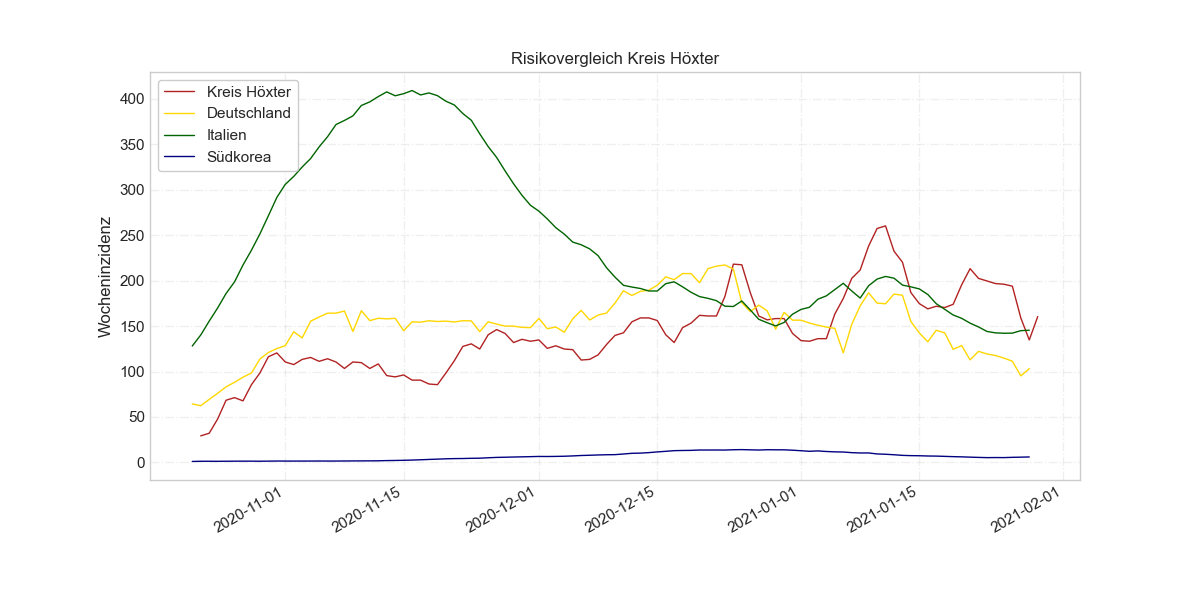 Risikovergleich Kreis Höxter
Kreis Höxter
Deutschland
Italien
Südkorea
Wocheninzidenz
400
350
300
250
200
150
100
50
0
2020-11-01
2020-11-15
2020-12-01
2020-12-15
2021-01-01
2021-01-15
2021-02-01